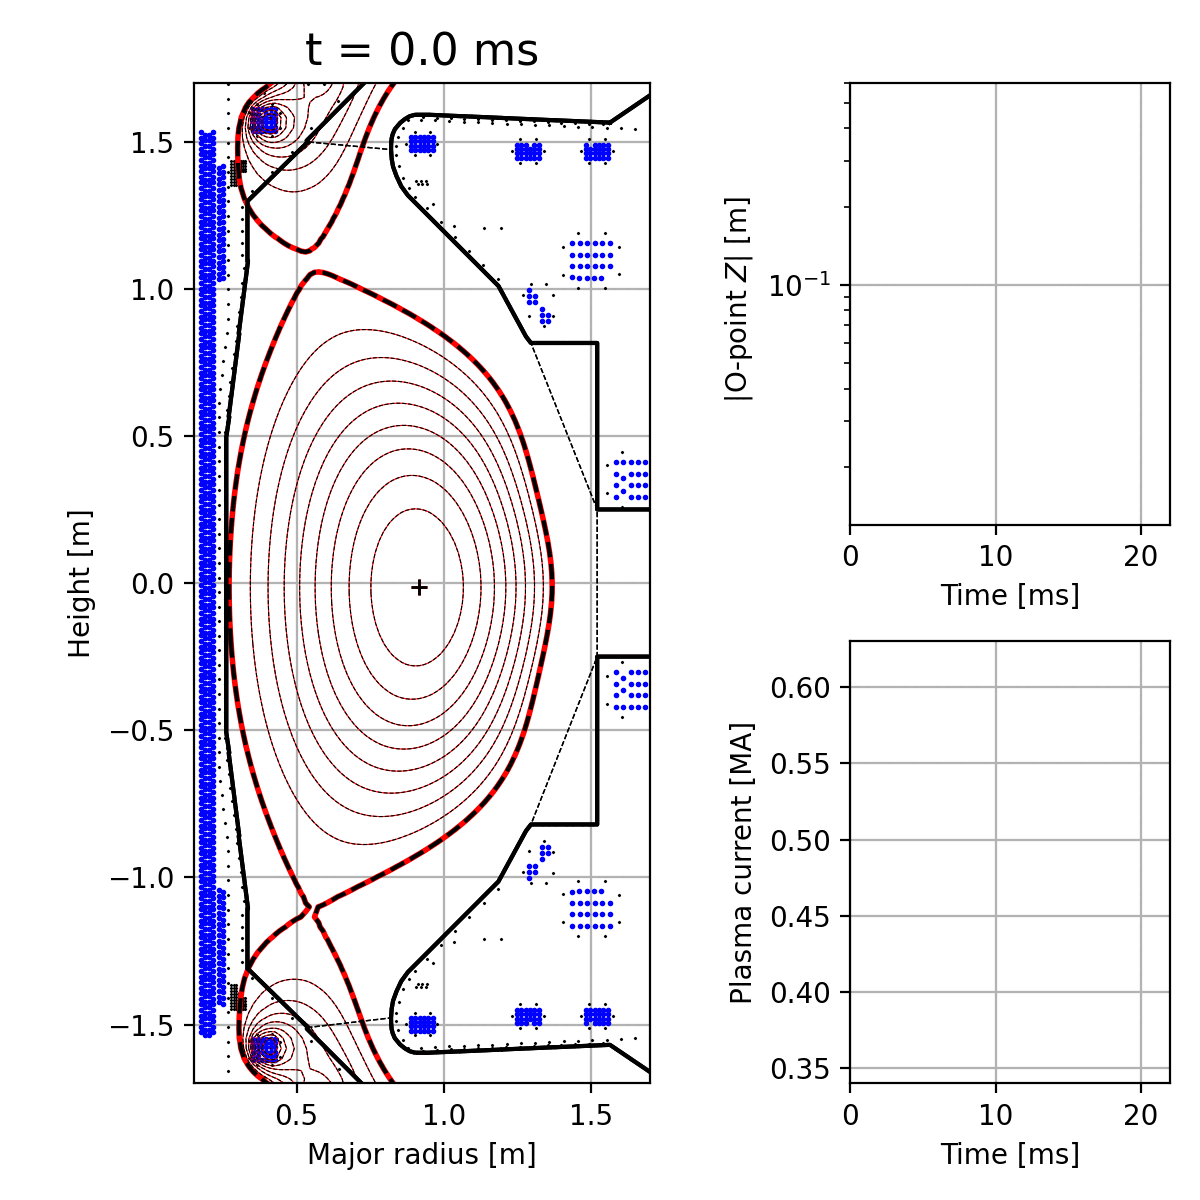 t = 0.0 ms
Height [m]
1.5
1.0
0.5
0.0
−0.5
−1.0
−1.5
0.5 1.0 1.5
Major radius [m]
|O-point Z| [m]
10⁻¹
0 10 20
Time [ms]
Plasma current [MA]
0.60
0.55
0.50
0.45
0.40
0.35
0 10 20
Time [ms]